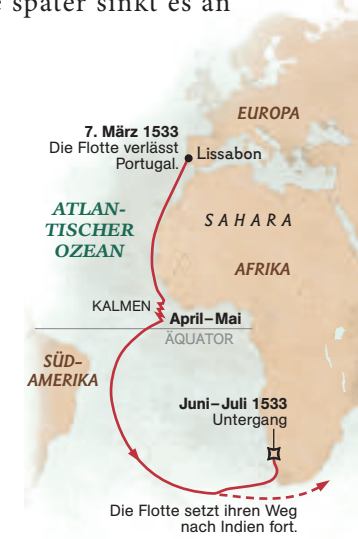 später sinkt es an
EUROPA
7. März 1533
Die Flotte verlässt
Portugal.
Lissabon
ATLAN-
TISCHER
OZEAN
SAHARA
AFRIKA
KALMEN
April–Mai
ÄQUATOR
SÜD-
AMERIKA
Juni–Juli 1533
Untergang
Die Flotte setzt ihren Weg
nach Indien fort.